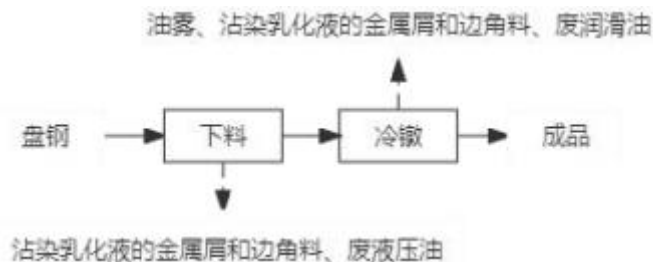 油雾、沾染乳化液的金属屑和边角料、废润滑油
盘钢 下料 冷镦 成品
沾染乳化液的金属屑和边角料、废液压油